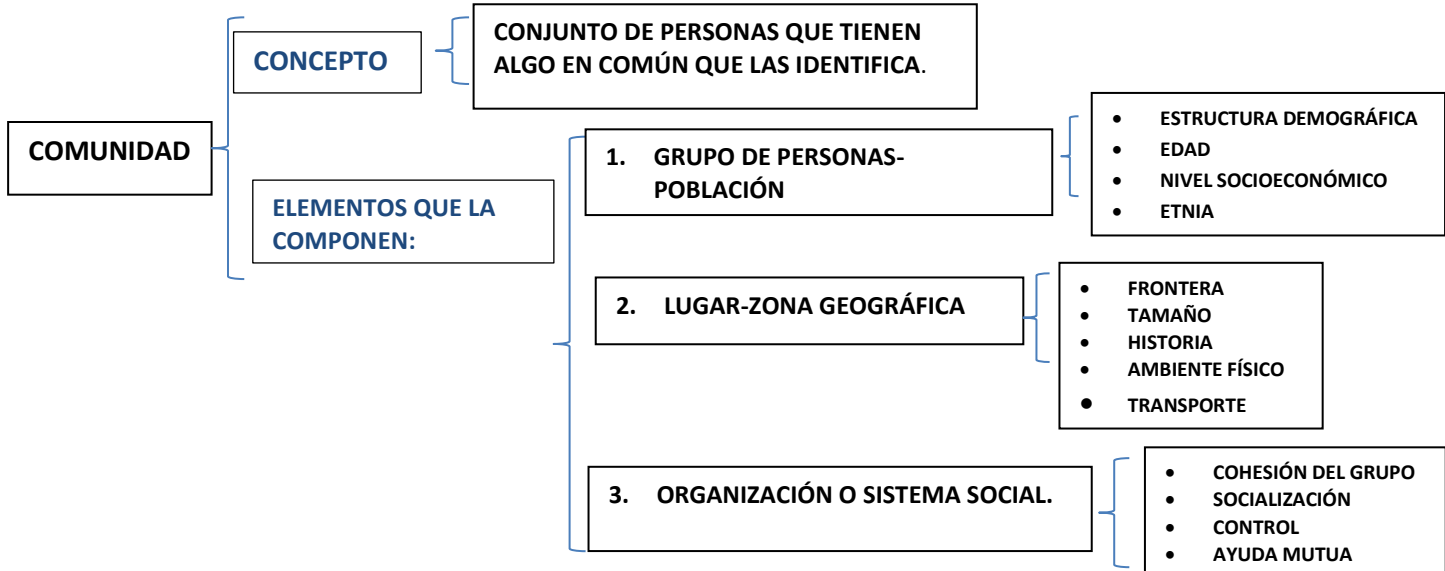 COMUNIDAD
CONCEPTO
CONJUNTO DE PERSONAS QUE TIENEN
ALGO EN COMÚN QUE LAS IDENTIFICA.
ELEMENTOS QUE LA
COMPONEN:
1. GRUPO DE PERSONAS-
POBLACIÓN
• ESTRUCTURA DEMOGRÁFICA
• EDAD
• NIVEL SOCIOECONÓMICO
• ETNIA
2. LUGAR-ZONA GEOGRÁFICA
• FRONTERA
• TAMAÑO
• HISTORIA
• AMBIENTE FÍSICO
• TRANSPORTE
3. ORGANIZACIÓN O SISTEMA SOCIAL.
• COHESIÓN DEL GRUPO
• SOCIALIZACIÓN
• CONTROL
• AYUDA MUTUA